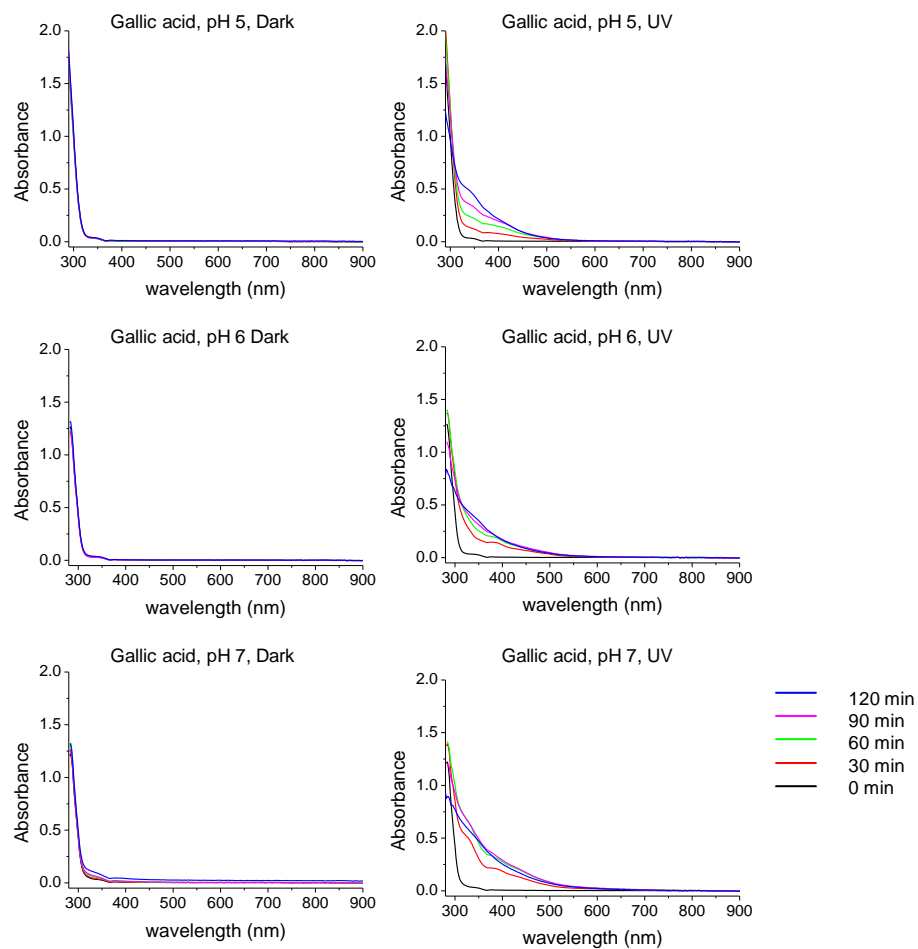 Gallic acid, pH 5, Dark
2.0
1.5
1.0
0.5
0.0
Absorbance
300 400 500 600 700 800 900
wavelength (nm)
Gallic acid, pH 5, UV
2.0
1.5
1.0
0.5
0.0
Absorbance
300 400 500 600 700 800 900
wavelength (nm)
Gallic acid, pH 6 Dark
2.0
1.5
1.0
0.5
0.0
Absorbance
300 400 500 600 700 800 900
wavelength (nm)
Gallic acid, pH 6, UV
2.0
1.5
1.0
0.5
0.0
Absorbance
300 400 500 600 700 800 900
wavelength (nm)
Gallic acid, pH 7, Dark
2.0
1.5
1.0
0.5
0.0
Absorbance
300 400 500 600 700 800 900
wavelength (nm)
Gallic acid, pH 7, UV
2.0
1.5
1.0
0.5
0.0
Absorbance
300 400 500 600 700 800 900
wavelength (nm)
120 min
90 min
60 min
30 min
0 min